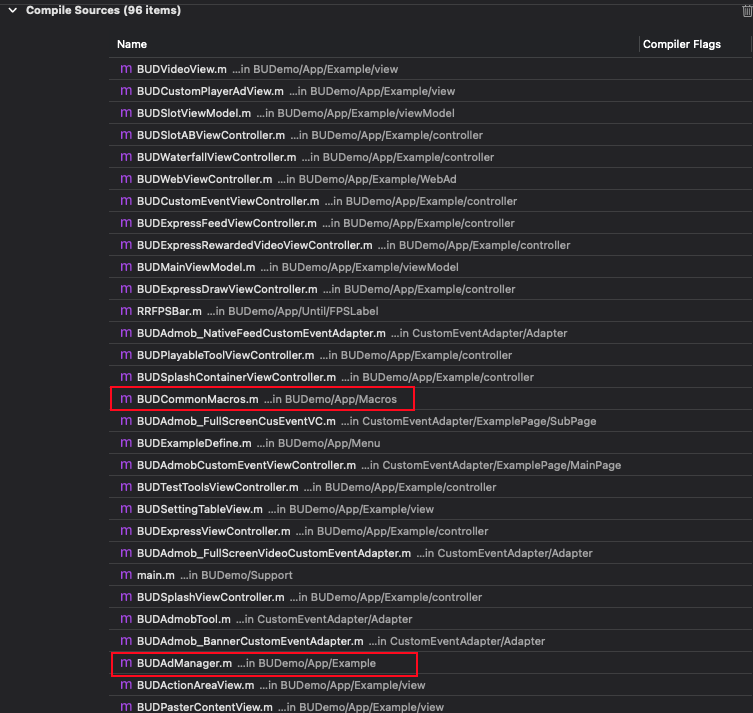 Compile Sources (96 items)
Name Compiler Flags
m BUDVideoView.m ...in BUDemo/App/Example/view
m BUDCustomPlayerAdView.m ...in BUDemo/App/Example/view
m BUDSlotViewModel.m ...in BUDemo/App/Example/viewModel
m BUDSlotABViewController.m ...in BUDemo/App/Example/controller
m BUDWaterfallViewController.m ...in BUDemo/App/Example/controller
m BUDWebViewController.m ...in BUDemo/App/Example/WebAd
m BUDCustomEventViewController.m ...in BUDemo/App/Example/controller
m BUDExpressFeedViewController.m ...in BUDemo/App/Example/controller
m BUDExpressRewardedVideoViewController.m ...in BUDemo/App/Example/controller
m BUDMainViewModel.m ...in BUDemo/App/Example/viewModel
m BUDExpressDrawViewController.m ...in BUDemo/App/Example/controller
m RRFPSBar.m ...in BUDemo/App/Until/FPSLabel
m BUDAdmob_NativeFeedCustomEventAdapter.m ...in CustomEventAdapter/Adapter
m BUDPlayableToolViewController.m ...in BUDemo/App/Example/controller
m BUDSplashContainerViewController.m ...in BUDemo/App/Example/controller
m BUDCommonMacros.m ...in BUDemo/App/Macros
m BUDAdmob_FullScreenCusEventVC.m ...in CustomEventAdapter/ExamplePage/SubPage
m BUDExampleDefine.m ...in BUDemo/App/Menu
m BUDAdmobCustomEventViewController.m ...in CustomEventAdapter/ExamplePage/MainPage
m BUDTestToolsViewController.m ...in BUDemo/App/Example/controller
m BUDSettingTableView.m ...in BUDemo/App/Example/view
m BUDExpressViewController.m ...in BUDemo/App/Example/controller
m BUDAdmob_FullScreenVideoCustomEventAdapter.m ...in CustomEventAdapter/Adapter
m main.m ...in BUDemo/Support
m BUDSplashViewController.m ...in BUDemo/App/Example/controller
m BUDAdmobTool.m ...in CustomEventAdapter/Adapter
m BUDAdmob_BannerCustomEventAdapter.m ...in CustomEventAdapter/Adapter
m BUDAdManager.m ...in BUDemo/App/Example
m BUDActionAreaView.m ...in BUDemo/App/Example/view
m BUDPasterContentView.m ...in BUDemo/App/Example/view